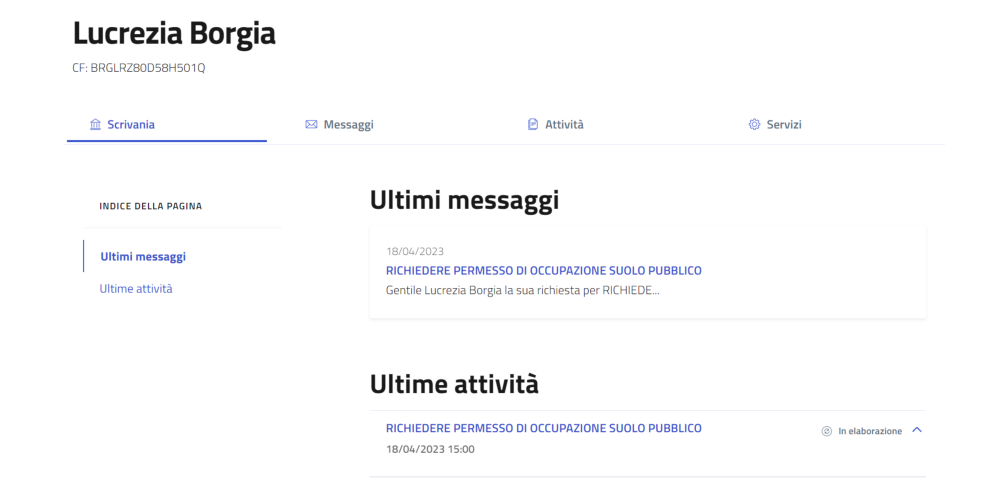 Lucrezia Borgia
CF: BRGLRZ80D58H501Q
Scrivania
Messaggi
Attività
Servizi
INDICE DELLA PAGINA
Ultimi messaggi
Ultime attività
Ultimi messaggi
18/04/2023
RICHIEDERE PERMESSO DI OCCUPAZIONE SUOLO PUBBLICO
Gentile Lucrezia Borgia la sua richiesta per RICHIEDE...
Ultime attività
RICHIEDERE PERMESSO DI OCCUPAZIONE SUOLO PUBBLICO
In elaborazione
18/04/2023 15:00